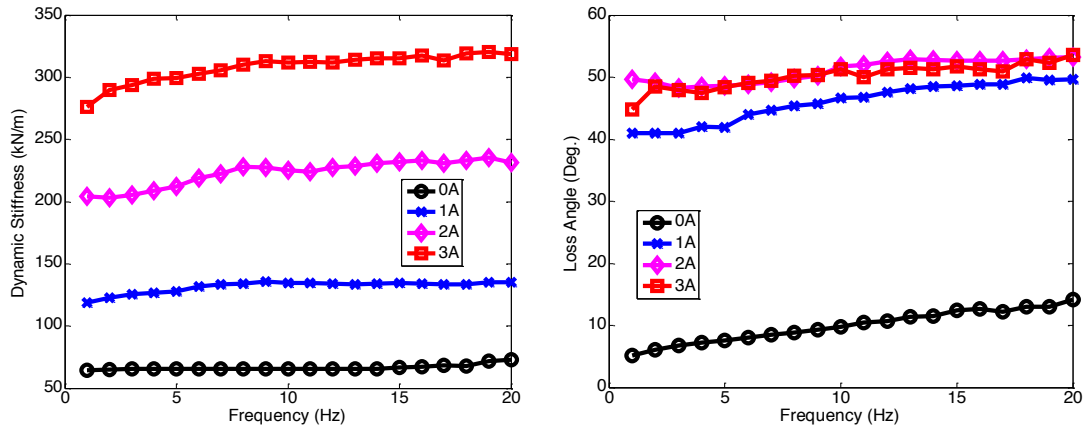 350
300
250
200
150
100
50
0
5
10
15
20
Dynamic Stiffness (kN/m)
Frequency (Hz)
0A
1A
2A
3A
60
50
40
30
20
10
0
0
5
10
15
20
Loss Angle (Deg.)
Frequency (Hz)
0A
1A
2A
3A